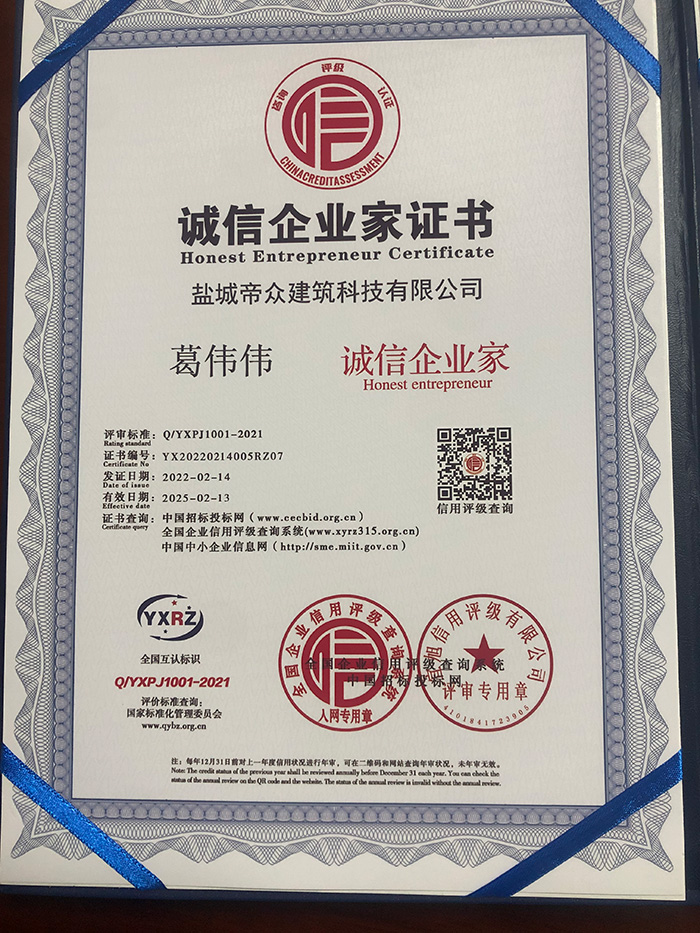 咨询 评级 认证
CHINACREDITASSESSMENT
诚信企业家证书
Honest Entrepreneur Certificate
盐城帝众建筑科技有限公司
葛伟伟 诚信企业家
Honest entrepreneur
评审标准：Q/YXPJ1001-2021
Rating standard
证书编号：YX20220214005RZ07
Certificate No
发证日期：2022-02-14
Date of issue
有效日期：2025-02-13
Effective date
证书查询：中国招标投标网（www.cecbid.org.cn）
Certificate query
全国企业信用评级查询系统(www.xyrz315.org.cn)
中国中小企业信息网（http://sme.miit.gov.cn）
信用评级查询
YXRZ
全国互认标识
Q/YXPJ1001-2021
评价标准查询：
国家标准化管理委员会
www.qybz.org.cn
全国企业信用评级查询系统
入网专用章
全国企业信用评级查询系统
中国招标投标网
旭信用评级有限公司
评审专用章
4101841723905
注：每年12月31日前对上一年度信用状况进行年审，可在二维码和网站查询年审状况，未年审无效。
Note: The credit status of the previous year shall be reviewed annually before December 31 each year. You can check the
status of the annual review on the QR code and the website. The status of the annual review is invalid without the annual review.